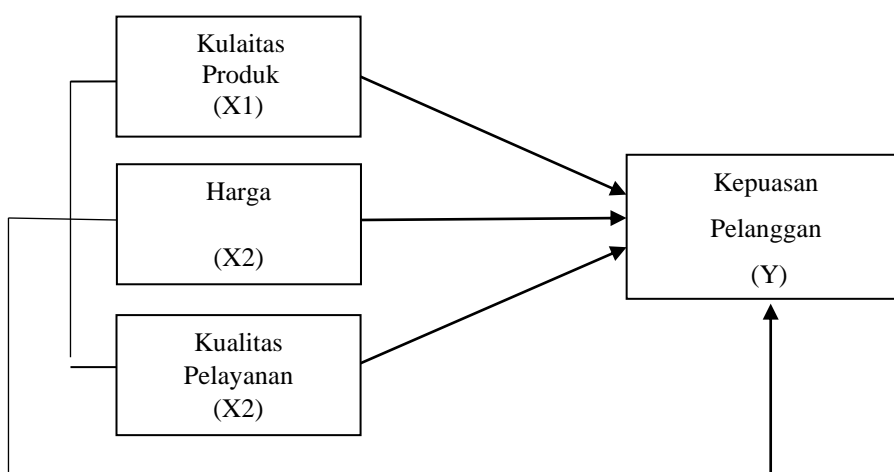 Kulaitas
Produk
(X1)
Harga
(X2)
Kualitas
Pelayanan
(X2)
Kepuasan
Pelanggan
(Y)